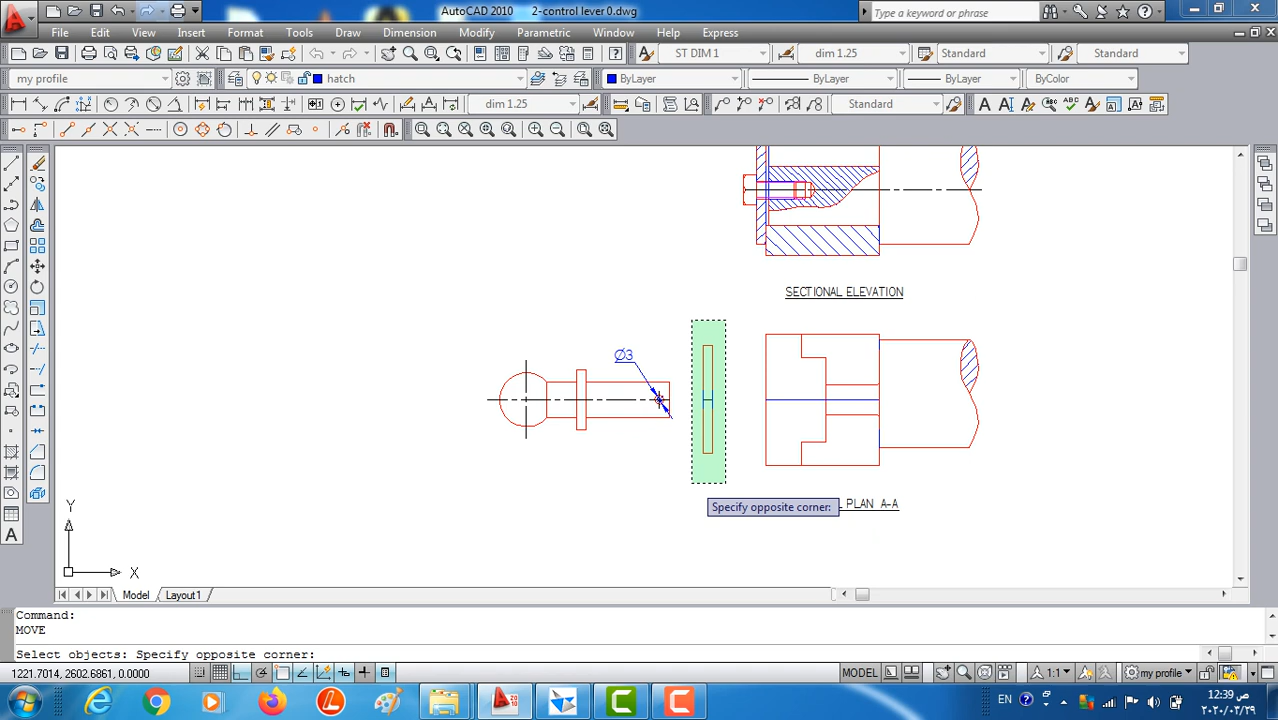 AutoCAD 2010 2-control lever 0.dwg
Type a keyword or phrase
File Edit View Insert Format Tools Draw Dimension Modify Parametric Window Help Express
ST DIM 1 dim 1.25 Standard Standard
my profile hatch ByLayer ByLayer ByLayer ByColor
dim 1.25 Standard
SECTIONAL ELEVATION
Ø3
Specify opposite corner:
PLAN A-A
Y
X
Model Layout1
Command:
MOVE
Select objects: Specify opposite corner:
1221.7014, 2602.6861, 0.0000 MODEL 1:1 my profile
EN 12:39 ص
٢٠٢٠/٠٣/٢٩